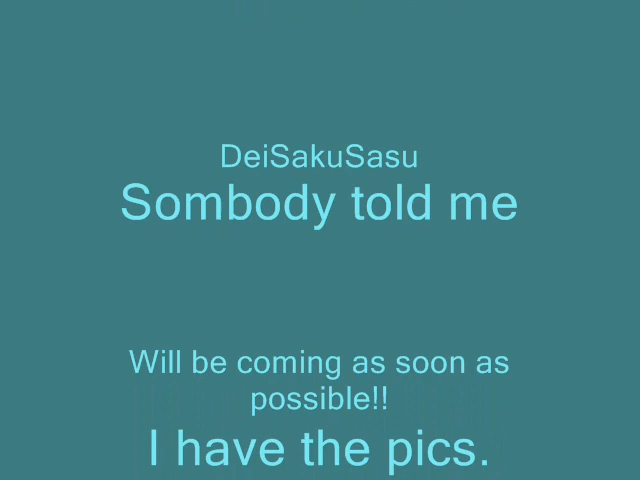 DeiSakuSasu
Sombody told me
Will be coming as soon as
possible!!
I have the pics.